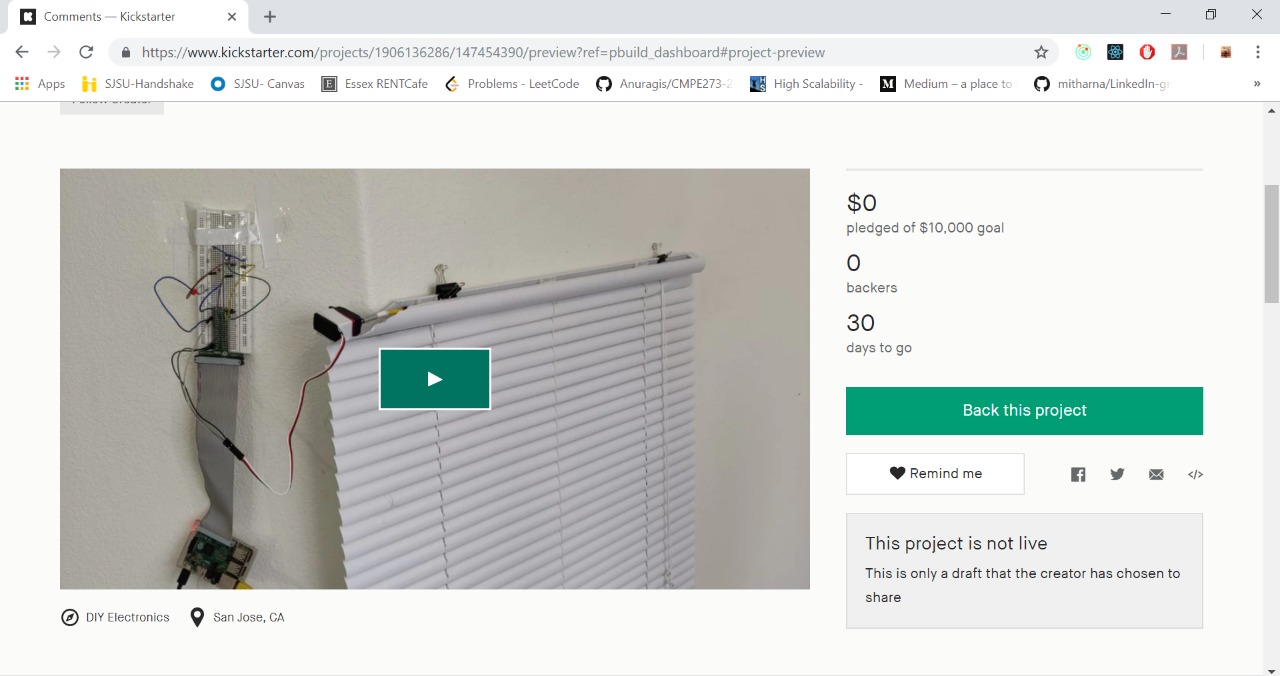 Comments — Kickstarter
https://www.kickstarter.com/projects/1906136286/147454390/preview?ref=pbuild_dashboard#project-preview
Apps SJSU-Handshake SJSU- Canvas Essex RENTCafe Problems - LeetCode Anuragis/CMPE273-2 High Scalability - Medium – a place to mitharna/LinkedIn-gr »
Follow Creator
$0
pledged of $10,000 goal
0
backers
30
days to go
Back this project
Remind me
This project is not live
This is only a draft that the creator has chosen to
share
DIY Electronics San Jose, CA